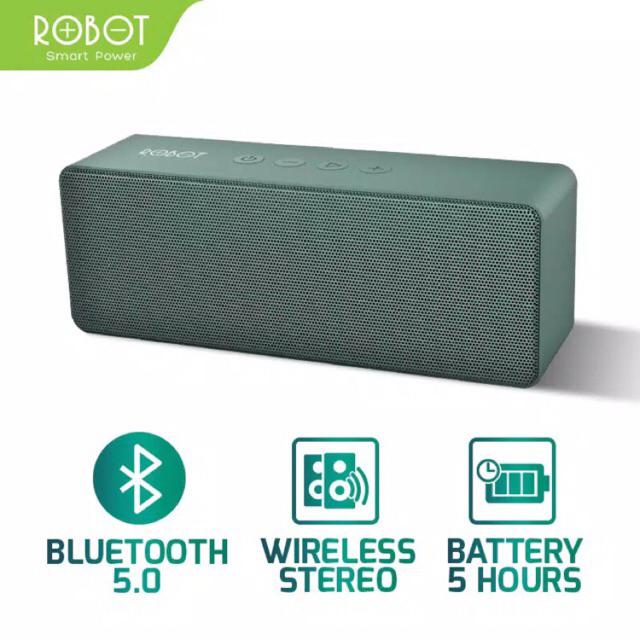 ROBOT
Smart Power
ROBOT
BLUETOOTH
5.0
WIRELESS
STEREO
BATTERY
5 HOURS